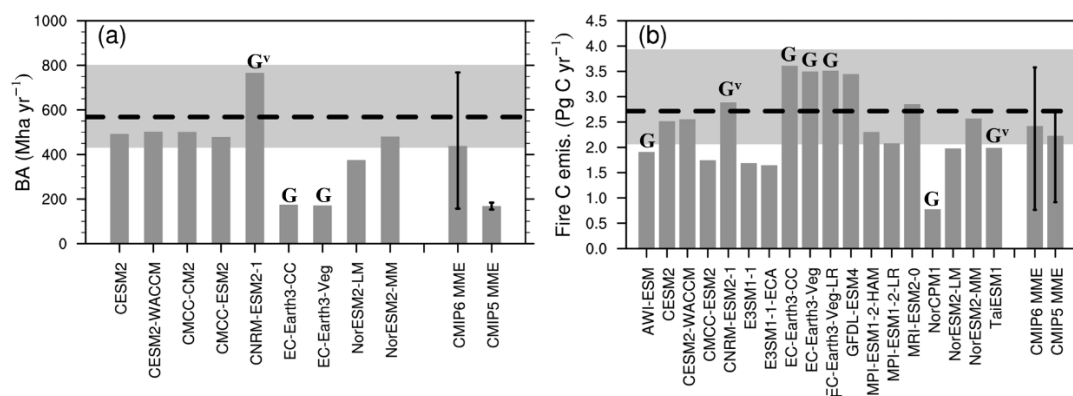 (a)
BA (Mha yr⁻¹)
1000
800
600
400
200
0
Gᵛ
G
G
CESM2
CESM2-WACCM
CMCC-CM2
CMCC-ESM2
CNRM-ESM2-1
EC-Earth3-CC
EC-Earth3-Veg
NorESM2-LM
NorESM2-MM
CMIP6 MME
CMIP5 MME
(b)
Fire C emis. (Pg C yr⁻¹)
4.5
4.0
3.5
3.0
2.5
2.0
1.5
1.0
0.5
0.0
G
Gᵛ
G
G
G
G
Gᵛ
AWI-ESM
CESM2
CESM2-WACCM
CMCC-ESM2
CNRM-ESM2-1
E3SM1-1
E3SM1-1-ECA
EC-Earth3-CC
EC-Earth3-Veg
EC-Earth3-Veg-LR
GFDL-ESM4
MPI-ESM1-2-HAM
MPI-ESM1-2-LR
MRI-ESM2-0
NorCPM1
NorESM2-LM
NorESM2-MM
TaiESM1
CMIP6 MME
CMIP5 MME